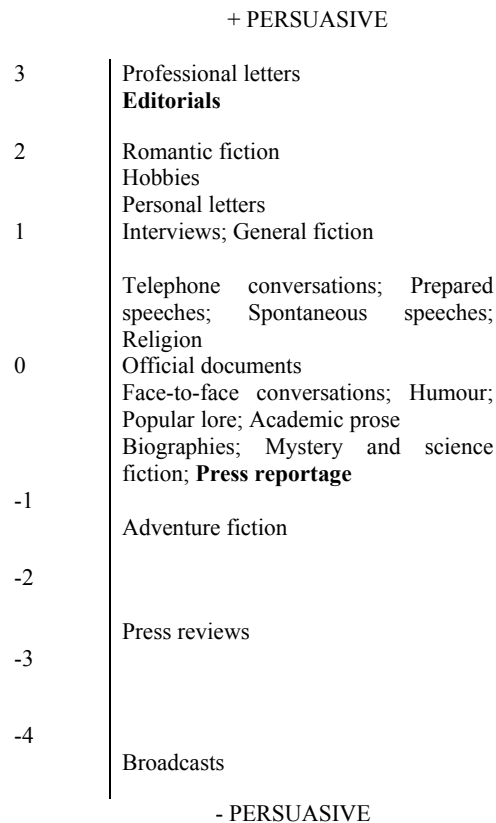 + PERSUASIVE
3 Professional letters
Editorials
2 Romantic fiction
Hobbies
Personal letters
1 Interviews; General fiction
Telephone conversations; Prepared
speeches; Spontaneous speeches;
Religion
0 Official documents
Face-to-face conversations; Humour;
Popular lore; Academic prose
Biographies; Mystery and science
fiction; Press reportage
-1
Adventure fiction
-2
Press reviews
-3
-4
Broadcasts
- PERSUASIVE